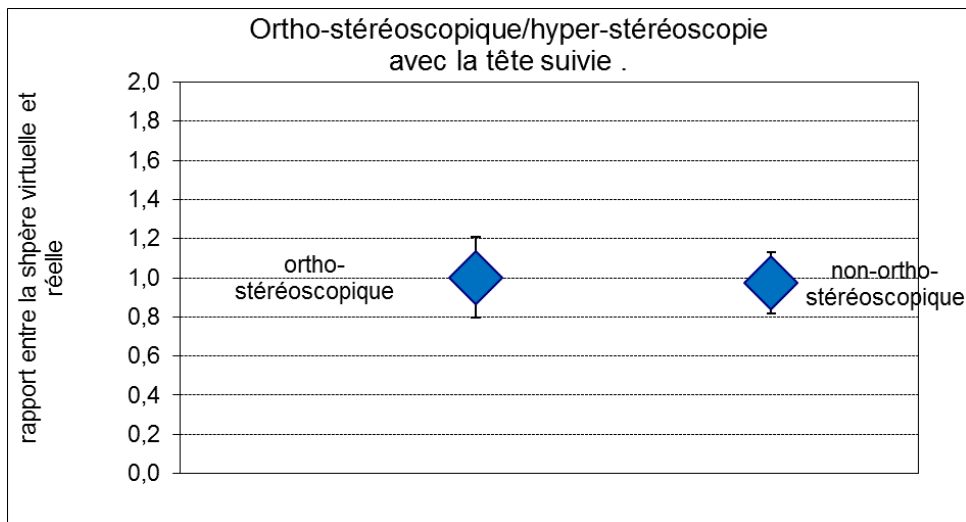 Ortho-stéréoscopique/hyper-stéréoscopie
avec la tête suivie .
rapport entre la shpère virtuelle et
réelle
2,0
1,8
1,6
1,4
1,2
1,0
0,8
0,6
0,4
0,2
0,0
ortho-
stéréoscopique
non-ortho-
stéréoscopique